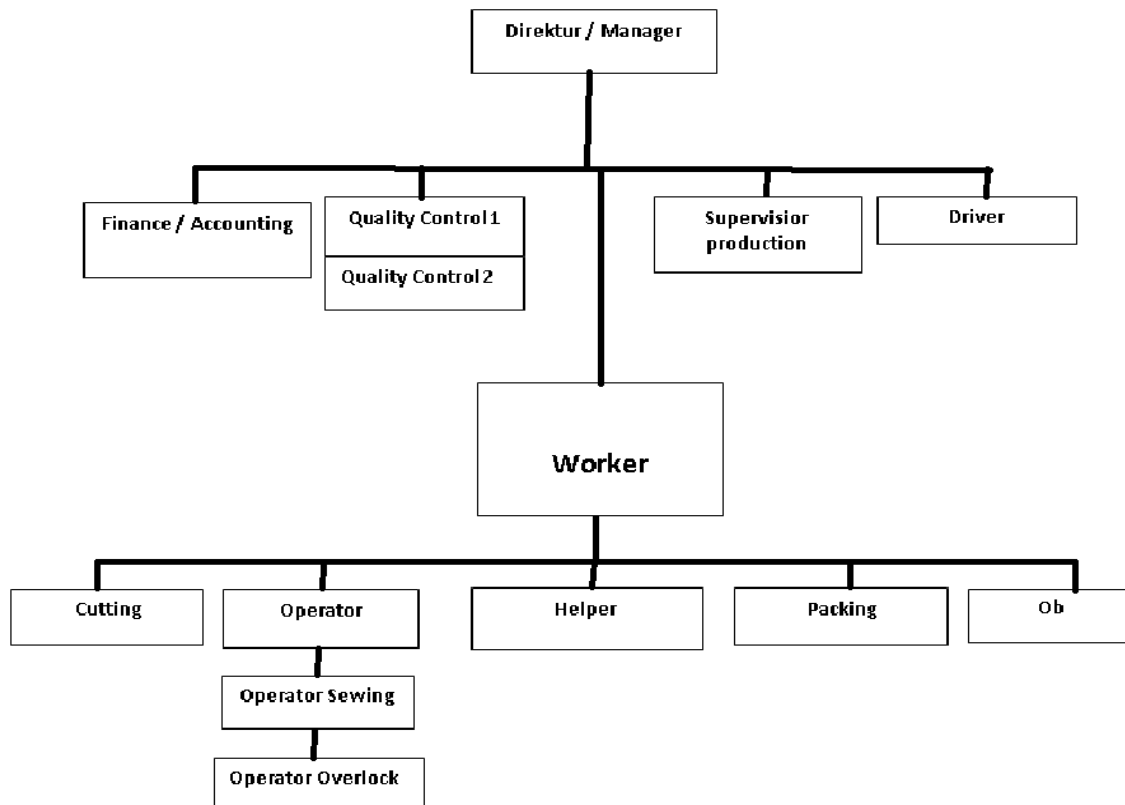 Direktur / Manager
Finance / Accounting
Quality Control 1
Quality Control 2
Supervisior
production
Driver
Worker
Cutting
Operator
Helper
Packing
Ob
Operator Sewing
Operator Overlock